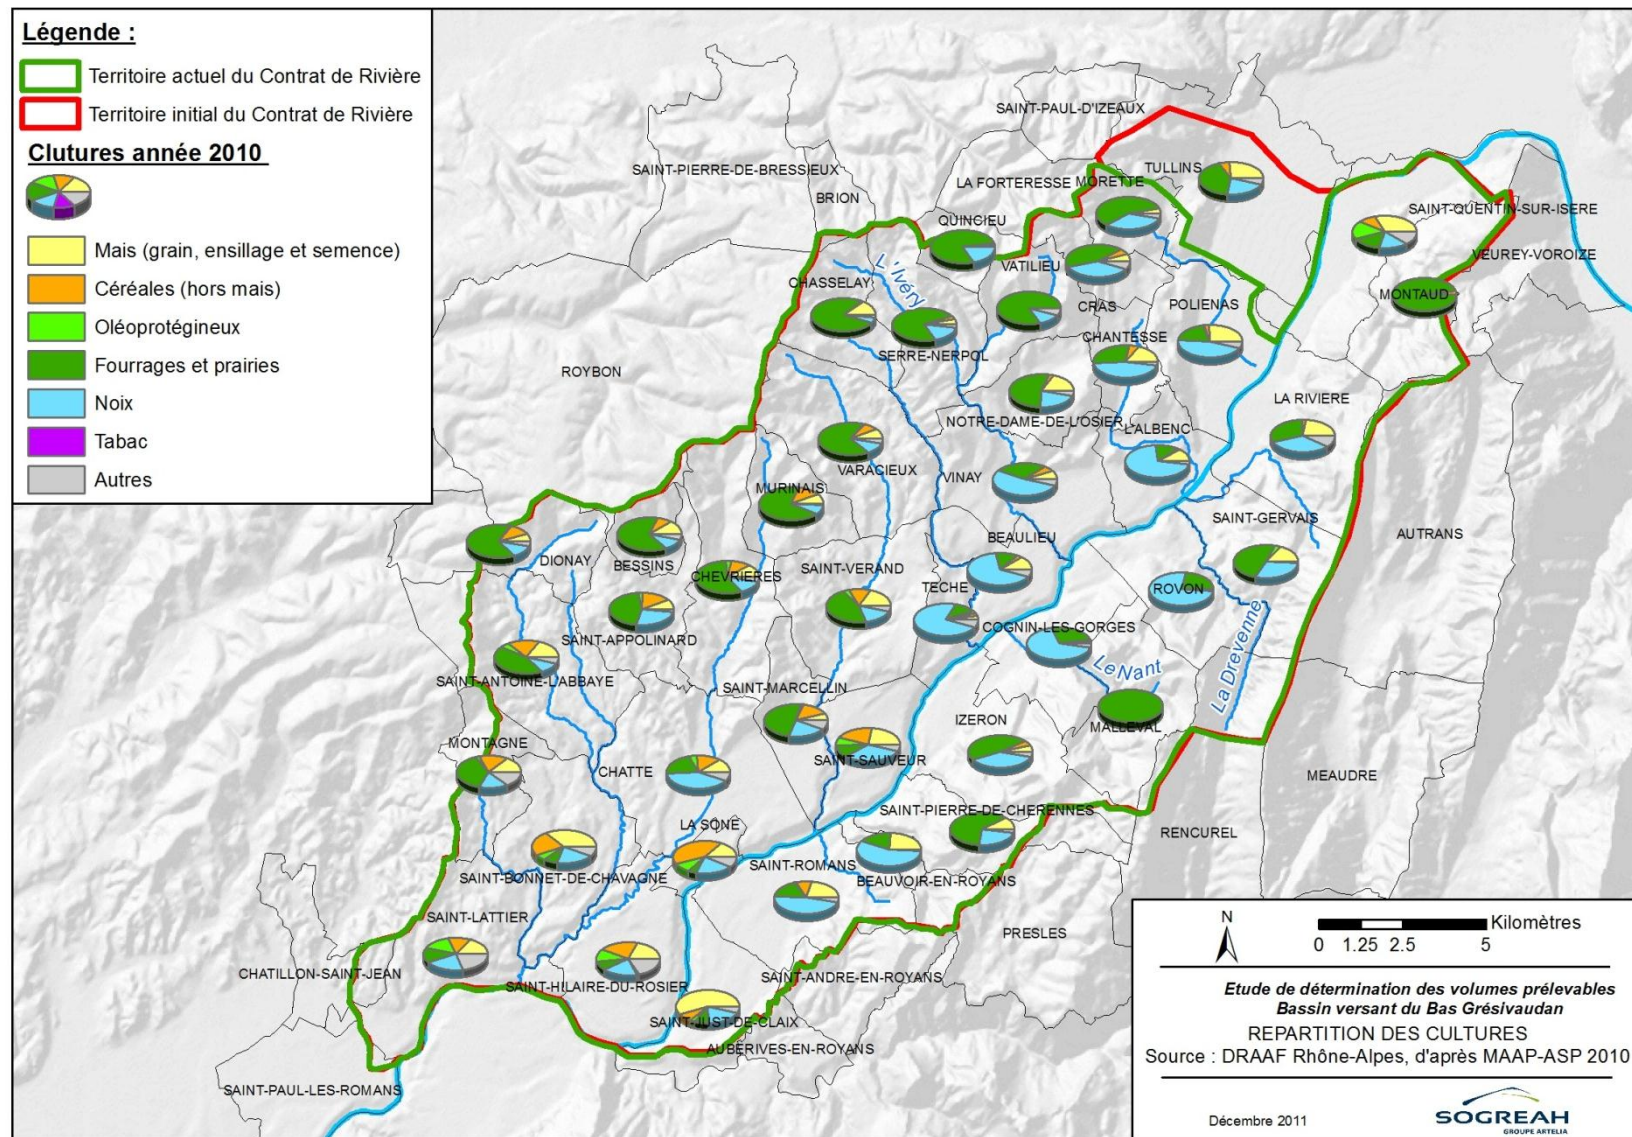 Légende :
Territoire actuel du Contrat de Rivière
Territoire initial du Contrat de Rivière
Clutures année 2010
Mais (grain, ensillage et semence)
Céréales (hors mais)
Oléoprotégineux
Fourrages et prairies
Noix
Tabac
Autres
SAINT-PAUL-D'IZEAUX
SAINT-PIERRE-DE-BRESSIEUX
TULLINS
LA FORTERESSE
MORETTE
BRION
SAINT-QUENTIN-SUR-ISERE
QUINCIEU
VEUREY-VOROIZE
VATILIEU
L'Ivéry
CHASSELAY
MONTAUD
CRAS
POLIENAS
CHANTESSE
SERRE-NERPOL
ROYBON
LA RIVIERE
NOTRE-DAME-DE-L'OSIER
L'ALBENC
VARACIEUX
VINAY
MURINAIS
SAINT-GERVAIS
AUTRANS
BEAULIEU
DIONAY
BESSINS
SAINT-VERAND
CHEVRIERES
TECHE
ROVON
COGNIN-LES-GORGES
SAINT-APPOLINARD
Le Nant
La Drevenne
SAINT-ANTOINE-L'ABBAYE
SAINT-MARCELLIN
IZERON
MALLEVAL
MONTAGNE
SAINT-SAUVEUR
CHATTE
MEAUDRE
SAINT-PIERRE-DE-CHERENNES
LA SÔNE
RENCUREL
SAINT-ROMANS
SAINT-BONNET-DE-CHAVAGNE
BEAUVOIR-EN-ROYANS
SAINT-LATTIER
PRESLES
CHATILLON-SAINT-JEAN
SAINT-ANDRE-EN-ROYANS
SAINT-HILAIRE-DU-ROSIER
SAINT-JUST-DE-CLAIX
AUBERIVES-EN-ROYANS
SAINT-PAUL-LES-ROMANS
N
Kilomètres
0 1.25 2.5 5
Etude de détermination des volumes prélevables
Bassin versant du Bas Grésivaudan
REPARTITION DES CULTURES
Source : DRAAF Rhône-Alpes, d'après MAAP-ASP 2010
Décembre 2011
SOGREAH
GROUPE ARTELIA